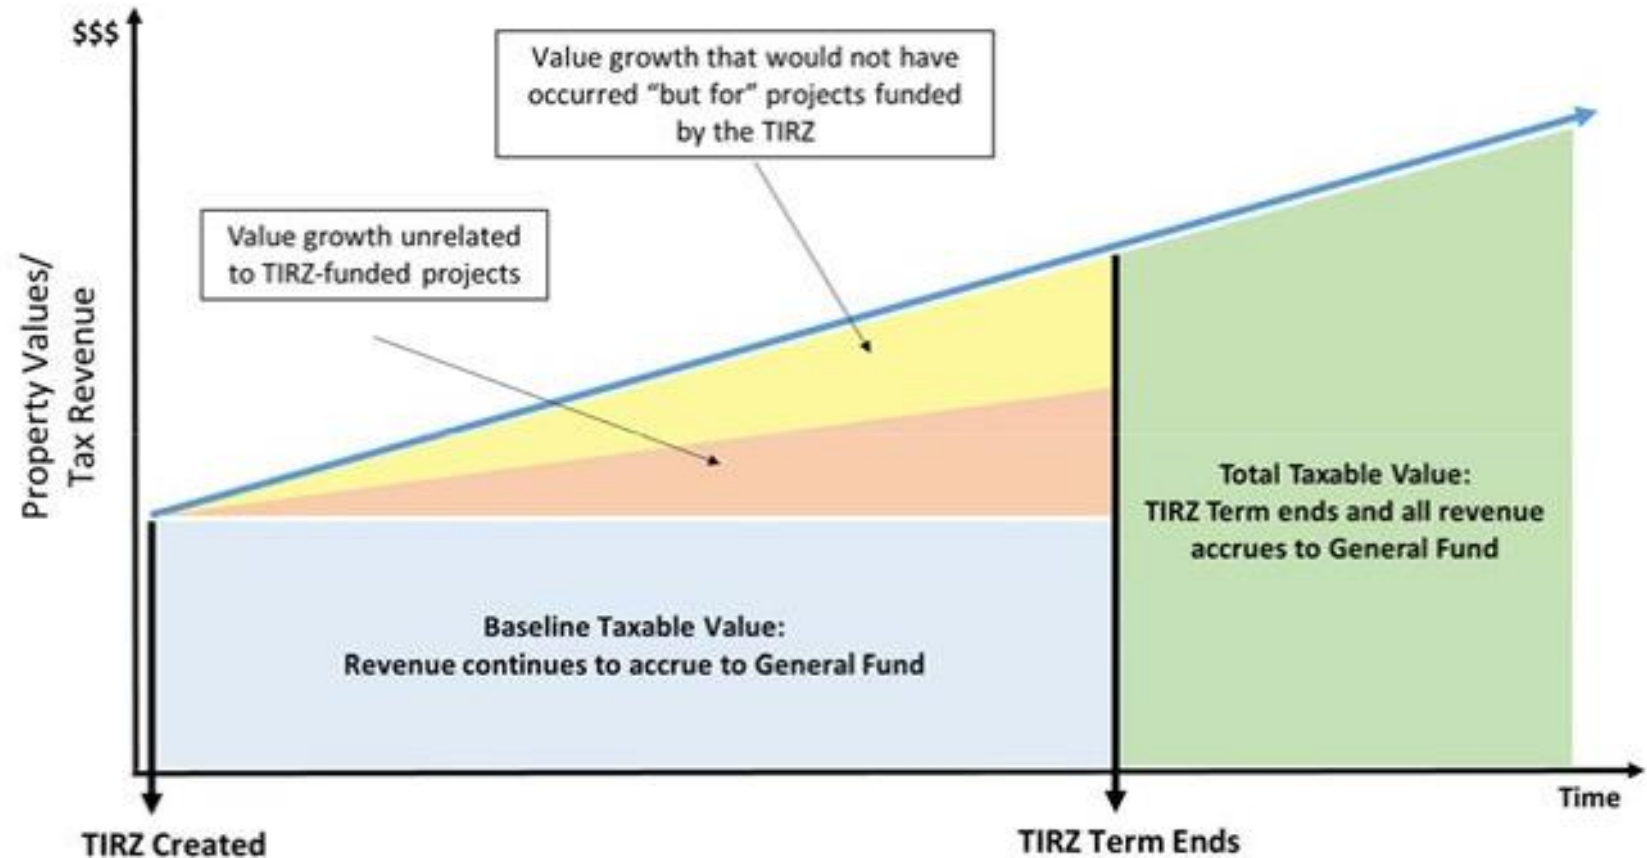 $$$
Value growth that would not have
occurred “but for” projects funded
by the TIRZ
Value growth unrelated
to TIRZ-funded projects
Property Values/
Tax Revenue
Total Taxable Value:
TIRZ Term ends and all revenue
accrues to General Fund
Baseline Taxable Value:
Revenue continues to accrue to General Fund
Time
TIRZ Created
TIRZ Term Ends